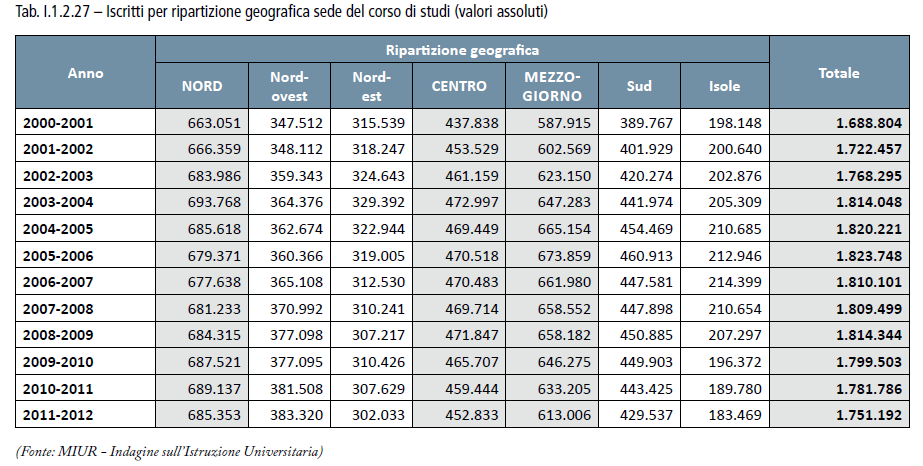 Tab. I.1.2.27 – Iscritti per ripartizione geografica sede del corso di studi (valori assoluti)
Anno Ripartizione geografica Totale
NORD Nord-ovest Nord-est CENTRO MEZZO-GIORNO Sud Isole
2000-2001 663.051 347.512 315.539 437.838 587.915 389.767 198.148 1.688.804
2001-2002 666.359 348.112 318.247 453.529 602.569 401.929 200.640 1.722.457
2002-2003 683.986 359.343 324.643 461.159 623.150 420.274 202.876 1.768.295
2003-2004 693.768 364.376 329.392 472.997 647.283 441.974 205.309 1.814.048
2004-2005 685.618 362.674 322.944 469.449 665.154 454.469 210.685 1.820.221
2005-2006 679.371 360.366 319.005 470.518 673.859 460.913 212.946 1.823.748
2006-2007 677.638 365.108 312.530 470.483 661.980 447.581 214.399 1.810.101
2007-2008 681.233 370.992 310.241 469.714 658.552 447.898 210.654 1.809.499
2008-2009 684.315 377.098 307.217 471.847 658.182 450.885 207.297 1.814.344
2009-2010 687.521 377.095 310.426 465.707 646.275 449.903 196.372 1.799.503
2010-2011 689.137 381.508 307.629 459.444 633.205 443.425 189.780 1.781.786
2011-2012 685.353 383.320 302.033 452.833 613.006 429.537 183.469 1.751.192
(Fonte: MIUR – Indagine sull'Istruzione Universitaria)